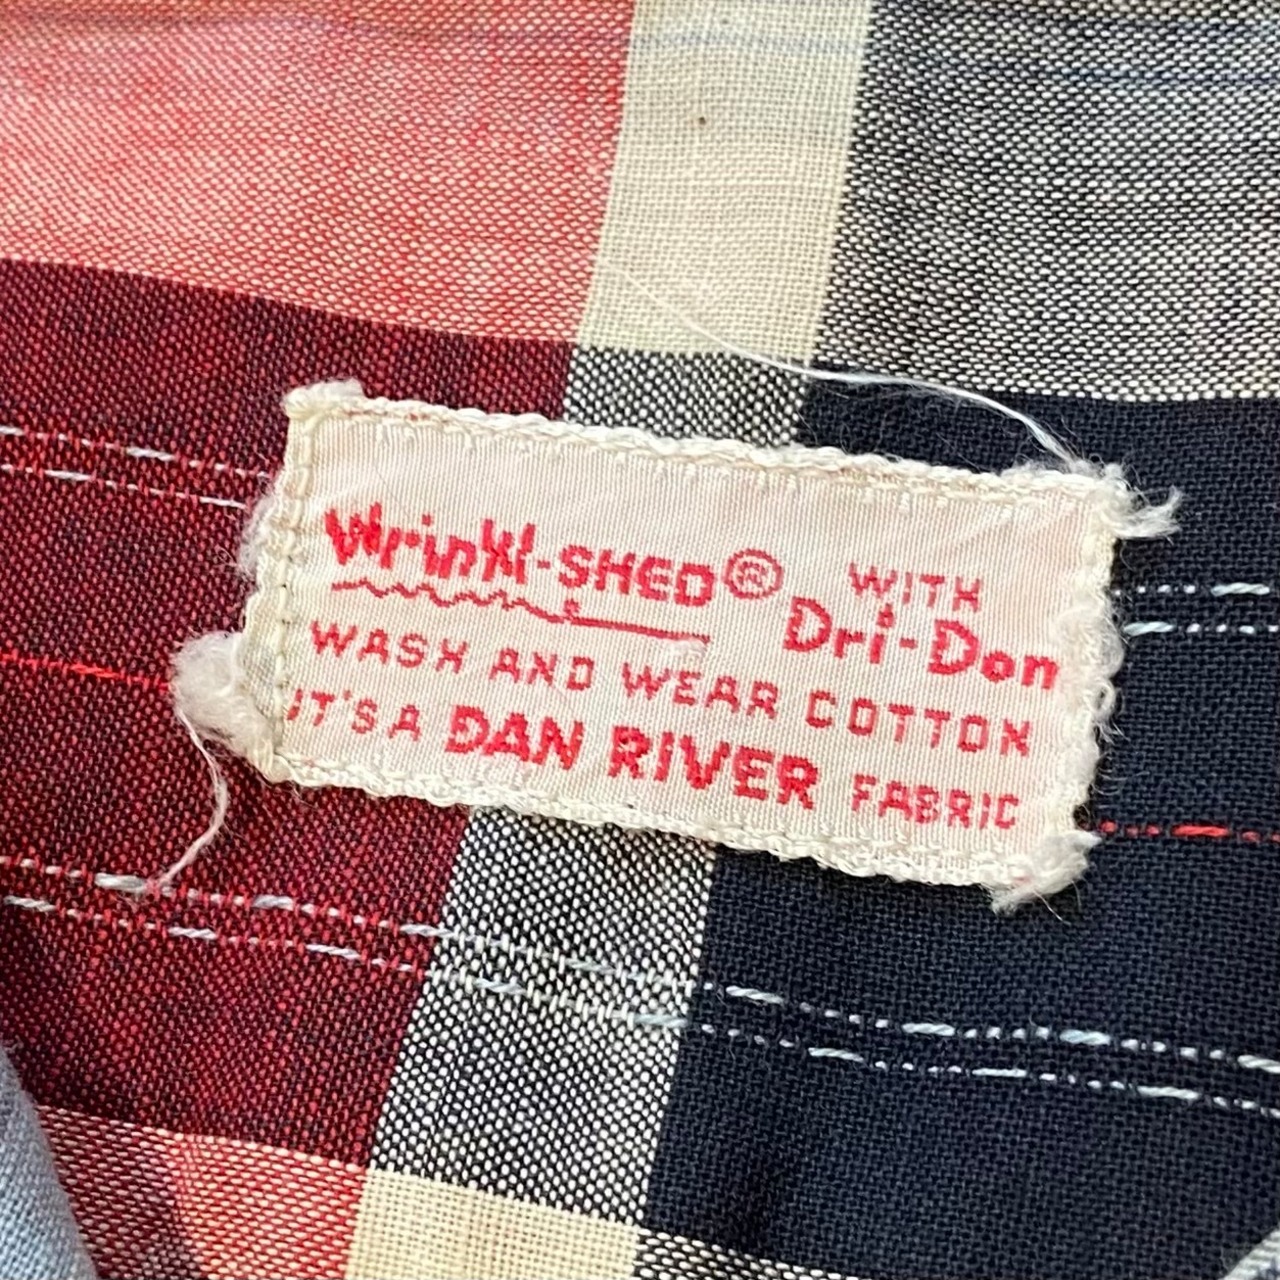 Wrinkl-SHED® WITH
Dri-Don
WASH AND WEAR COTTON
IT'S A DAN RIVER FABRIC